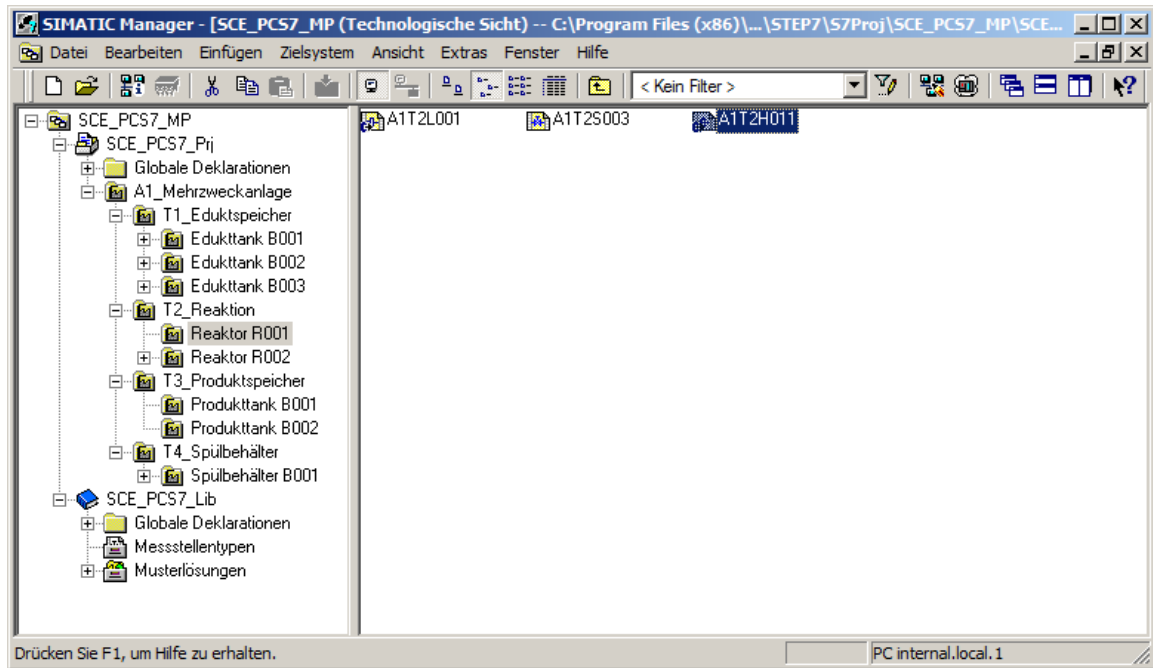 SIMATIC Manager - [SCE_PCS7_MP (Technologische Sicht) -- C:\Program Files (x86)\...\STEP7\S7Proj\SCE_PCS7_MP\SCE...
Datei Bearbeiten Einfügen Zielsystem Ansicht Extras Fenster Hilfe
< Kein Filter >
SCE_PCS7_MP
SCE_PCS7_Prj
Globale Deklarationen
A1_Mehrzweckanlage
T1_Eduktspeicher
Edukttank B001
Edukttank B002
Edukttank B003
T2_Reaktion
Reaktor R001
Reaktor R002
T3_Produktspeicher
Produkttank B001
Produkttank B002
T4_Spülbehälter
Spülbehälter B001
SCE_PCS7_Lib
Globale Deklarationen
Messstellentypen
Musterlösungen
A1T2L001 A1T2S003 A1T2H011
Drücken Sie F1, um Hilfe zu erhalten. PC internal.local.1